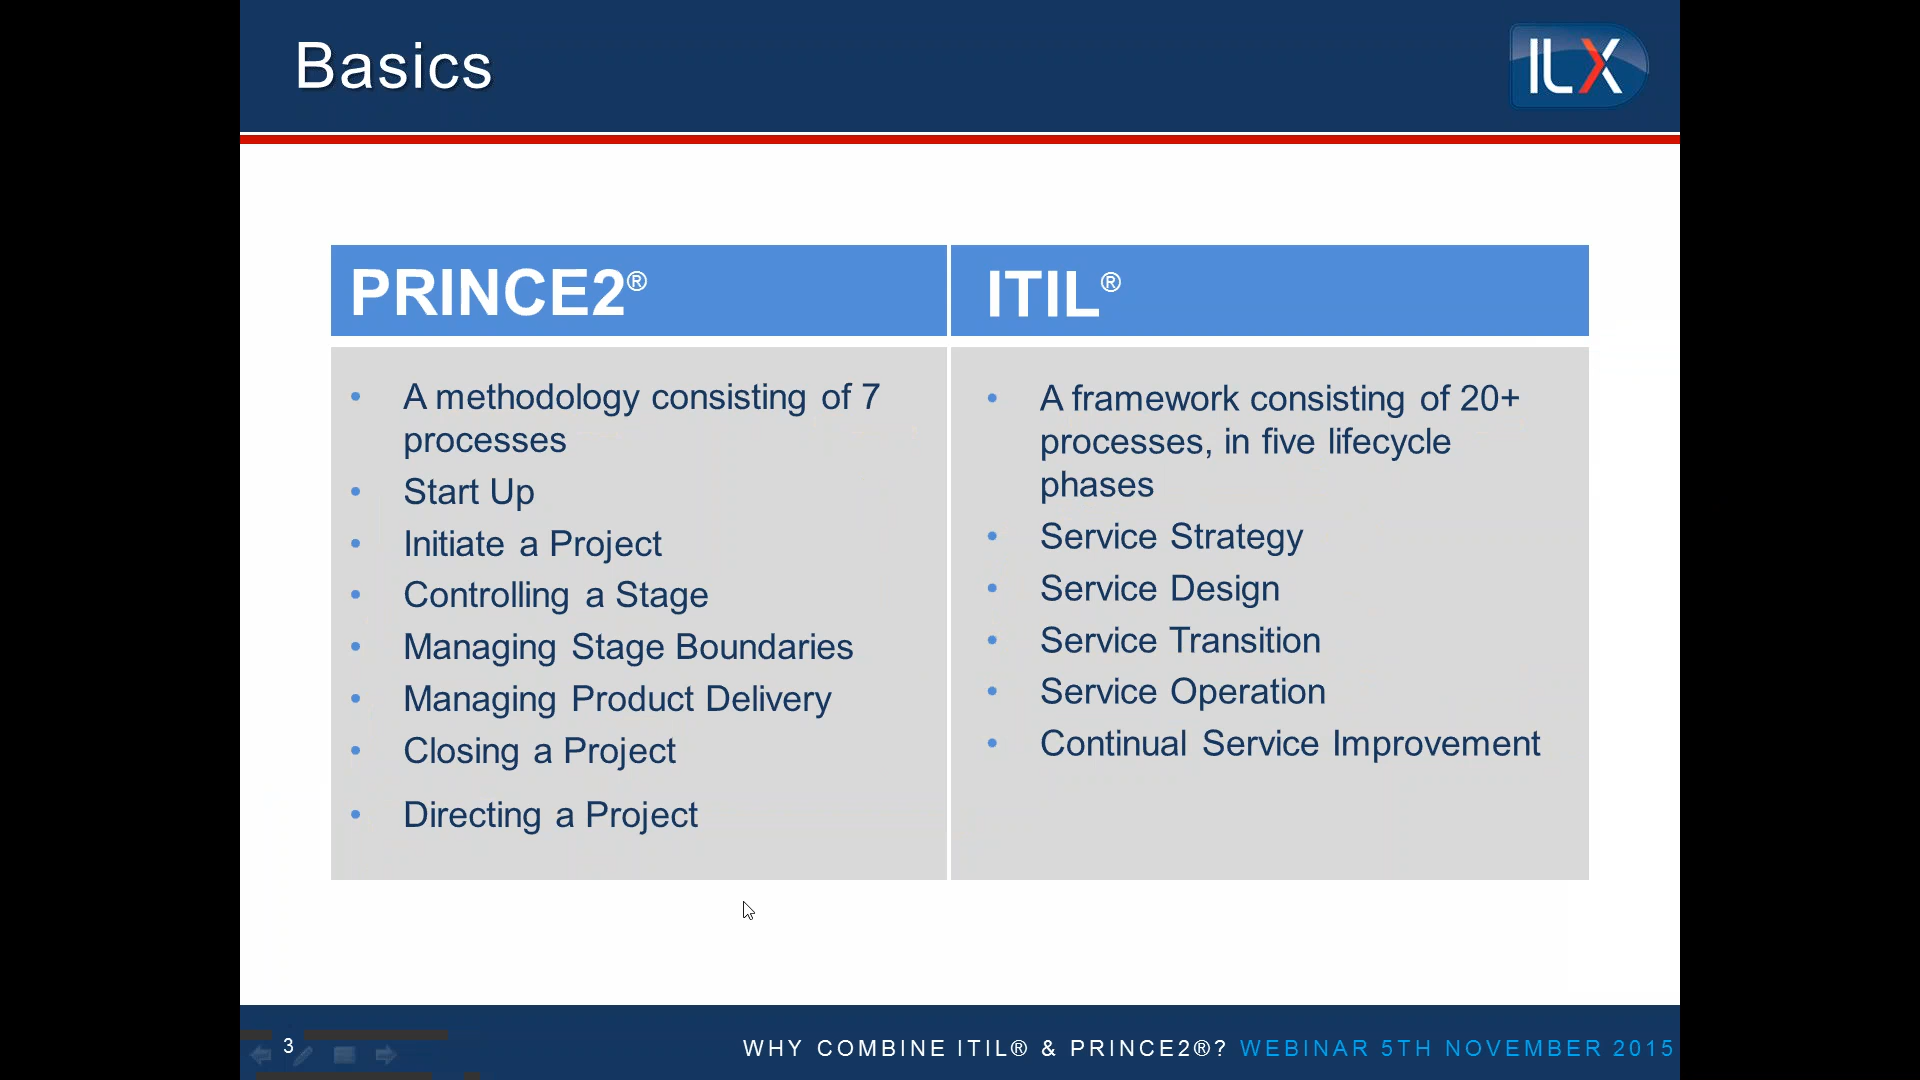 Basics
ILX
PRINCE2®
A methodology consisting of 7
processes
Start Up
Initiate a Project
Controlling a Stage
Managing Stage Boundaries
Managing Product Delivery
Closing a Project
Directing a Project
ITIL®
A framework consisting of 20+
processes, in five lifecycle
phases
Service Strategy
Service Design
Service Transition
Service Operation
Continual Service Improvement
3
WHY COMBINE ITIL® & PRINCE2®? WEBINAR 5TH NOVEMBER 2015